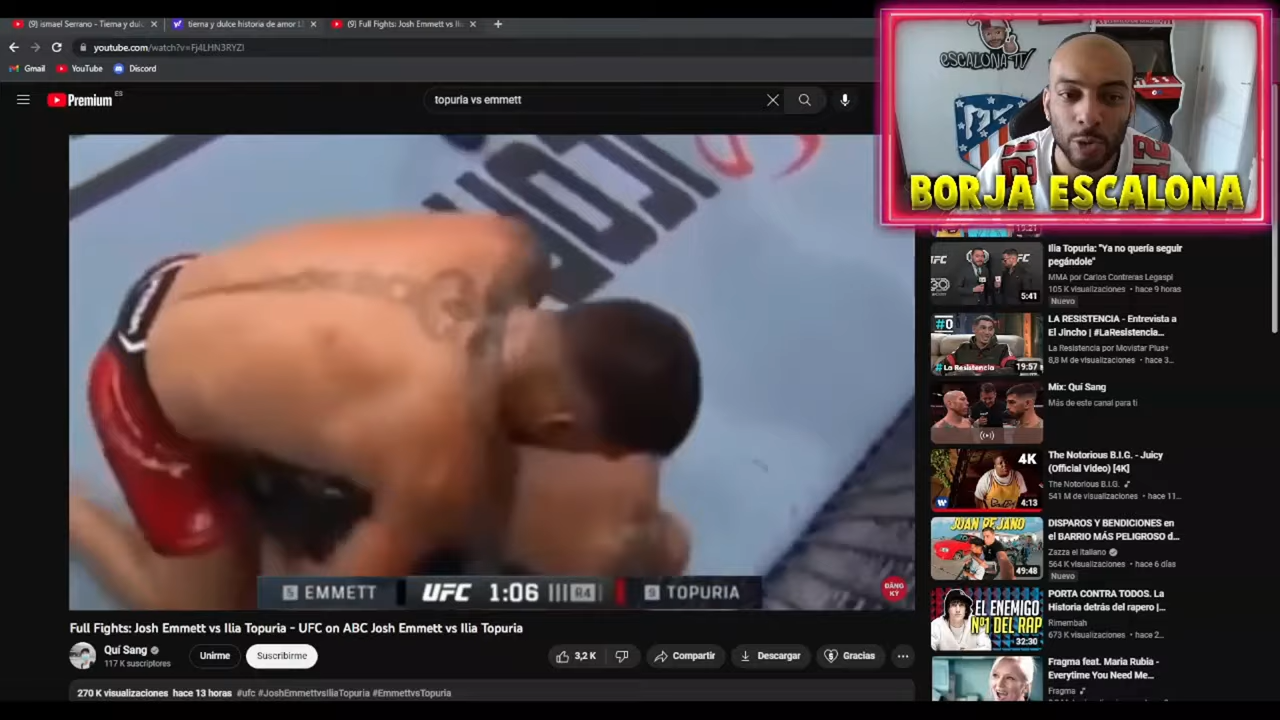 (9) Ismael Serrano - Tierna y dul
tierna y dulce historia de amor L
(9) Full Fights: Josh Emmett vs Ili
youtube.com/watch?v=Fj4LHN3RYZI
Gmail
YouTube
Discord
Premium
ES
topuria vs emmett
ESCALONA TV
BORJA ESCALONA
Ilia Topuria: "Ya no quería seguir
pegándole"
MMA por Carlos Contreras Legaspi
105 K visualizaciones • hace 9 horas
Nuevo
5:41
#0
LA RESISTENCIA - Entrevista a
El Jincho | #LaResistencia...
La Resistencia por Movistar Plus+
8,8 M de visualizaciones • hace 3...
# La Resistencia
19:57
Mix: Quí Sang
Más de este canal para ti
4K
The Notorious B.I.G. - Juicy
(Official Video) [4K]
The Notorious B.I.G.
541 M de visualizaciones • hace 11...
4:13
JUAN BEJANO
DISPAROS Y BENDICIONES en
el BARRIO MÁS PELIGROSO d...
Zazza el Italiano
564 K visualizaciones • hace 6 días
Nuevo
49:48
EL ENEMIGO
Nº1 DEL RAP
PORTA CONTRA TODOS. La
Historia detrás del rapero |...
Rimembah
673 K visualizaciones • hace 2...
32:30
Fragma feat. Maria Rubia -
Everytime You Need Me...
Fragma
5 EMMETT UFC 1:06 R4 9 TOPURIA
ĐĂNG
KÝ
Full Fights: Josh Emmett vs Ilia Topuria - UFC on ABC Josh Emmett vs Ilia Topuria
Quí Sang
117 K suscriptores
Unirme
Suscribirme
3,2 K
Compartir
Descargar
Gracias
270 K visualizaciones hace 13 horas #ufc #JoshEmmettvsIliaTopuria #EmmettvsTopuria